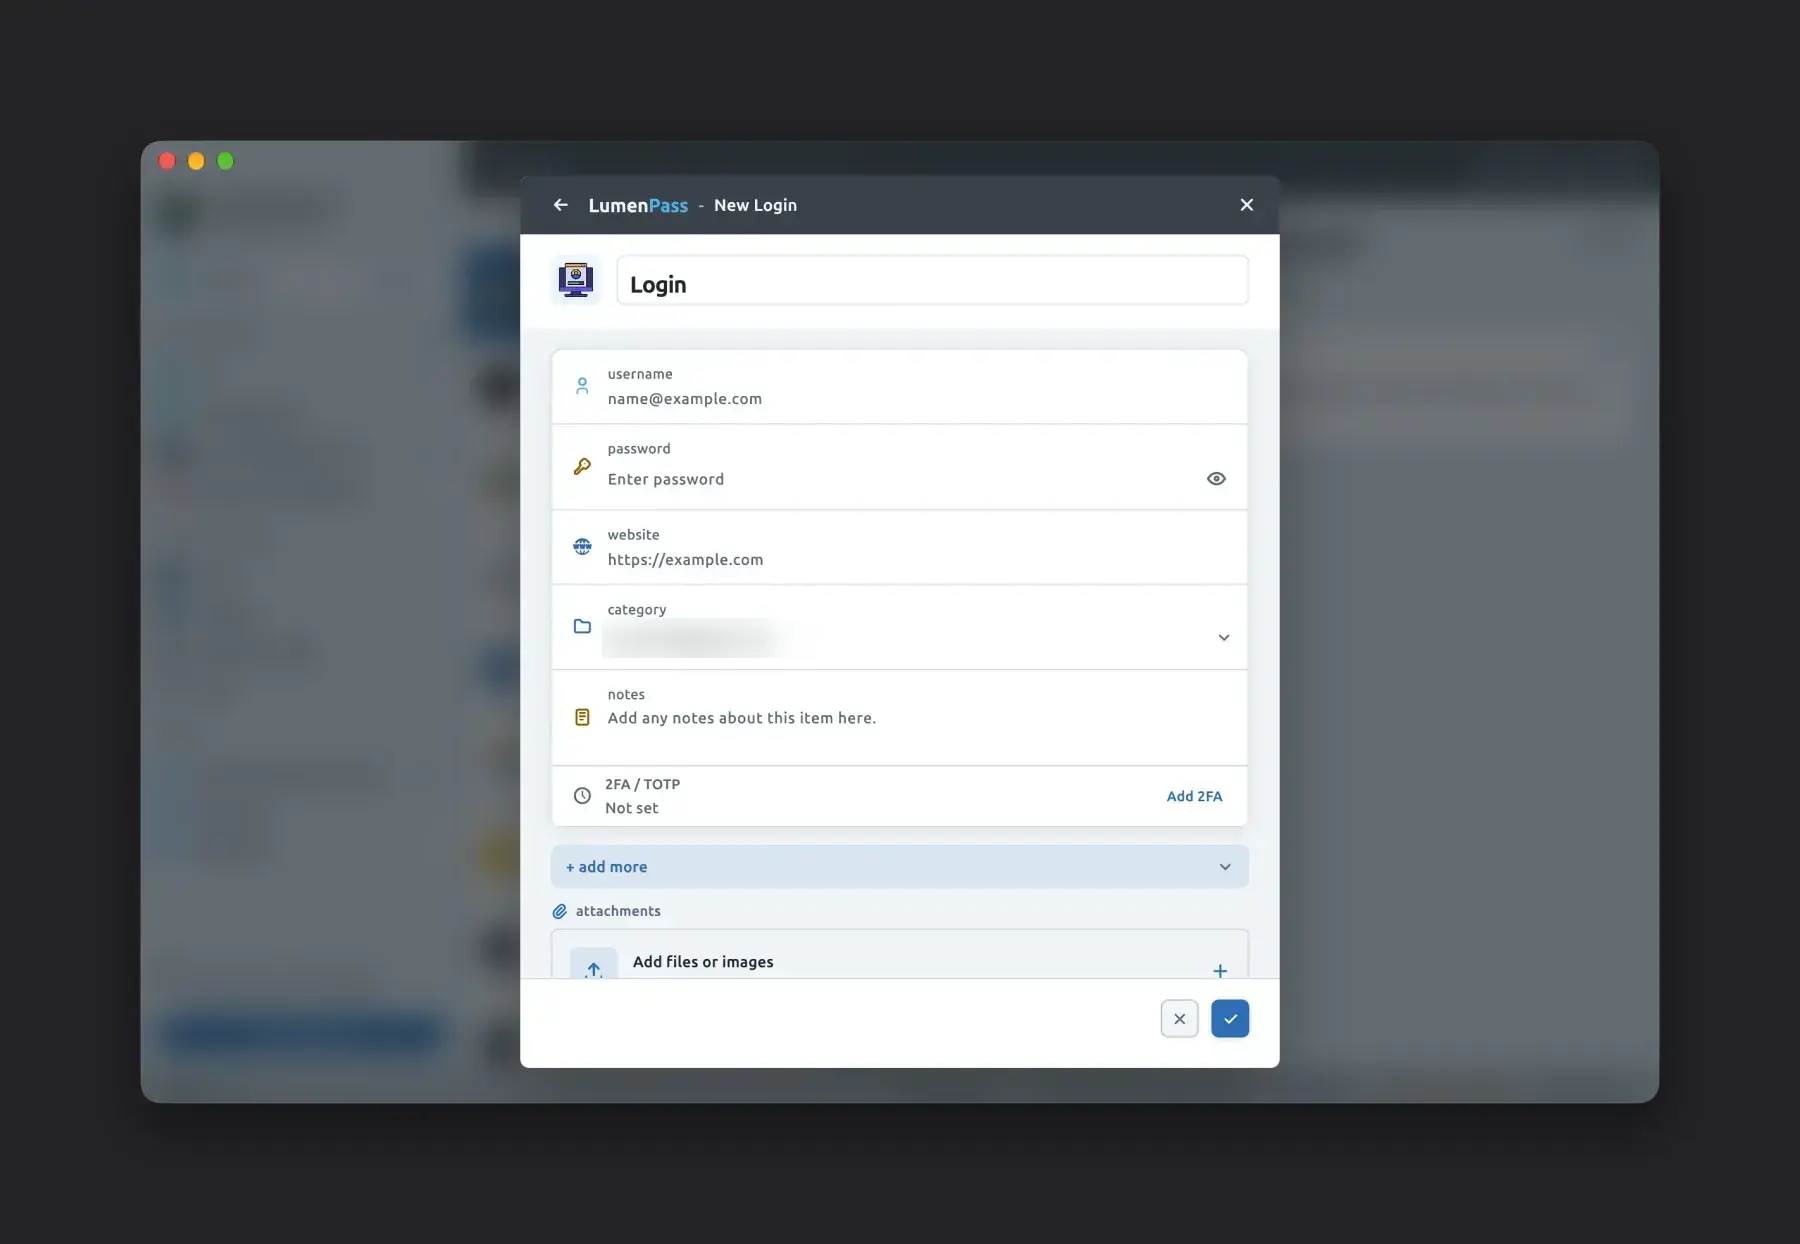 LumenPass - New Login
Login
username
name@example.com
password
Enter password
website
https://example.com
category
notes
Add any notes about this item here.
2FA / TOTP
Not set
Add 2FA
+ add more
attachments
Add files or images